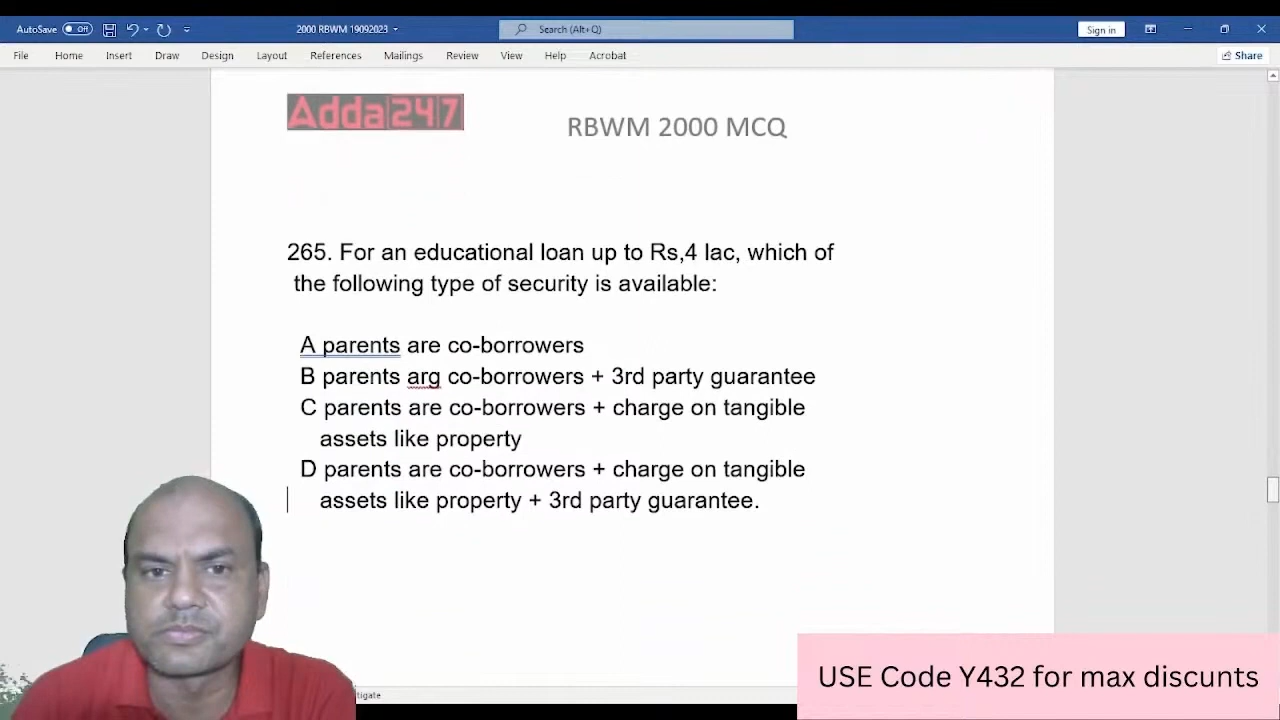 AutoSave Off 2000 RBWM 19092023 Search (Alt+Q) Sign in
File Home Insert Draw Design Layout References Mailings Review View Help Acrobat Share
Adda247
RBWM 2000 MCQ
265. For an educational loan up to Rs,4 lac, which of
the following type of security is available:
A parents are co-borrowers
B parents arg co-borrowers + 3rd party guarantee
C parents are co-borrowers + charge on tangible
assets like property
D parents are co-borrowers + charge on tangible
assets like property + 3rd party guarantee.
tigate
USE Code Y432 for max discunts